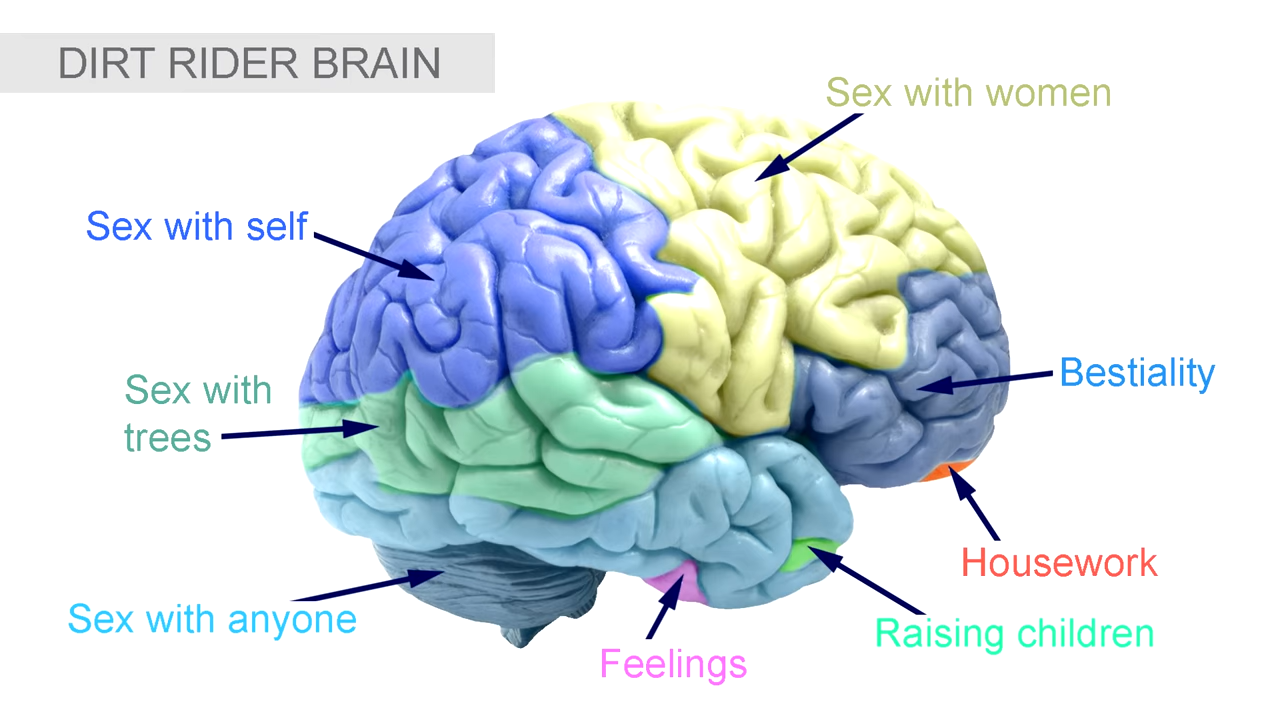 DIRT RIDER BRAIN
Sex with women
Sex with self
Bestiality
Sex with
trees
Housework
Sex with anyone
Raising children
Feelings